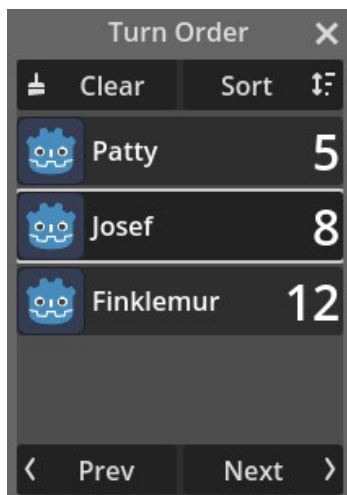 Turn Order
Clear Sort
Patty 5
Josef 8
Finklemur 12
Prev Next